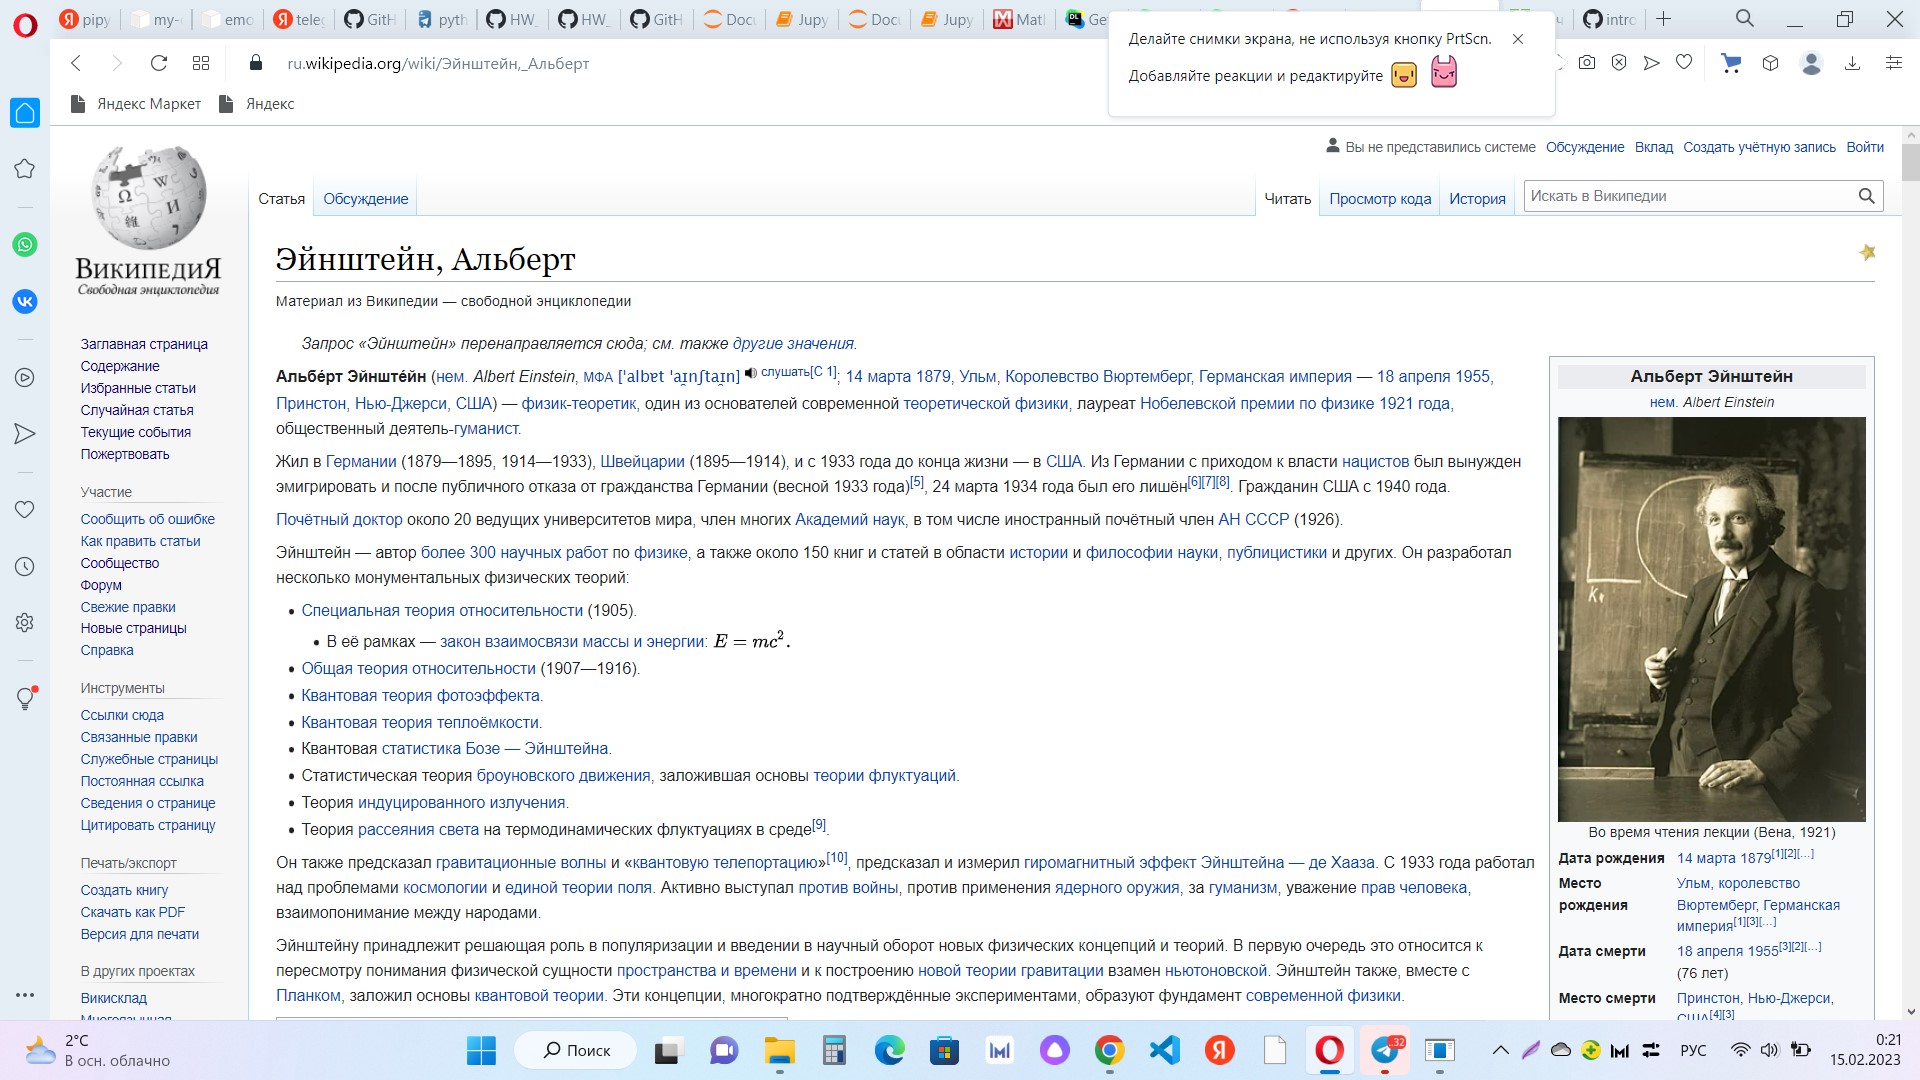 pipy
my-
emo
teleg
GitH
pyth
HW_
HW_
GitH
Docu
Jupy
Docu
Jupy
Matl
Ge
intro
Делайте снимки экрана, не используя кнопку PrtScn.
Добавляйте реакции и редактируйте
ru.wikipedia.org/wiki/Эйнштейн,_Альберт
Яндекс Маркет
Яндекс
Вы не представились системе Обсуждение Вклад Создать учётную запись Войти
Статья Обсуждение Читать Просмотр кода История Искать в Википедии
ВИКИПЕДИЯ
Свободная энциклопедия
Заглавная страница
Содержание
Избранные статьи
Случайная статья
Текущие события
Пожертвовать
Участие
Сообщить об ошибке
Как править статьи
Сообщество
Форум
Свежие правки
Новые страницы
Справка
Инструменты
Ссылки сюда
Связанные правки
Служебные страницы
Постоянная ссылка
Сведения о странице
Цитировать страницу
Печать/экспорт
Создать книгу
Скачать как PDF
Версия для печати
В других проектах
Викисклад
Эйнштейн, Альберт
Материал из Википедии — свободной энциклопедии
Запрос «Эйнштейн» перенаправляется сюда; см. также другие значения.
Альбе́рт Эйнште́йн (нем. Albert Einstein, МФА [ˈalbɐt ˈaɪ̯nʃtaɪ̯n] слушать[C 1]; 14 марта 1879, Ульм, Королевство Вюртемберг, Германская империя — 18 апреля 1955,
Принстон, Нью-Джерси, США) — физик-теоретик, один из основателей современной теоретической физики, лауреат Нобелевской премии по физике 1921 года,
общественный деятель-гуманист.
Жил в Германии (1879—1895, 1914—1933), Швейцарии (1895—1914), и с 1933 года до конца жизни — в США. Из Германии с приходом к власти нацистов был вынужден
эмигрировать и после публичного отказа от гражданства Германии (весной 1933 года)[5], 24 марта 1934 года был его лишён[6][7][8]. Гражданин США с 1940 года.
Почётный доктор около 20 ведущих университетов мира, член многих Академий наук, в том числе иностранный почётный член АН СССР (1926).
Эйнштейн — автор более 300 научных работ по физике, а также около 150 книг и статей в области истории и философии науки, публицистики и других. Он разработал
несколько монументальных физических теорий:
• Специальная теория относительности (1905).
• В её рамках — закон взаимосвязи массы и энергии: E = mc².
• Общая теория относительности (1907—1916).
• Квантовая теория фотоэффекта.
• Квантовая теория теплоёмкости.
• Квантовая статистика Бозе — Эйнштейна.
• Статистическая теория броуновского движения, заложившая основы теории флуктуаций.
• Теория индуцированного излучения.
• Теория рассеяния света на термодинамических флуктуациях в среде[9].
Он также предсказал гравитационные волны и «квантовую телепортацию»[10], предсказал и измерил гиромагнитный эффект Эйнштейна — де Хааза. С 1933 года работал
над проблемами космологии и единой теории поля. Активно выступал против войны, против применения ядерного оружия, за гуманизм, уважение прав человека,
взаимопонимание между народами.
Эйнштейну принадлежит решающая роль в популяризации и введении в научный оборот новых физических концепций и теорий. В первую очередь это относится к
пересмотру понимания физической сущности пространства и времени и к построению новой теории гравитации взамен ньютоновской. Эйнштейн также, вместе с
Планком, заложил основы квантовой теории. Эти концепции, многократно подтверждённые экспериментами, образуют фундамент современной физики.
Альберт Эйнштейн
нем. Albert Einstein
Во время чтения лекции (Вена, 1921)
Дата рождения 14 марта 1879[1][2][…]
Место рождения Ульм, королевство
Вюртемберг, Германская
империя[1][3][…]
Дата смерти 18 апреля 1955[3][2][…]
(76 лет)
Место смерти Принстон, Нью-Джерси,
США[4][3]
2°C
В осн. облачно
Поиск
32
РУС
0:21
15.02.2023